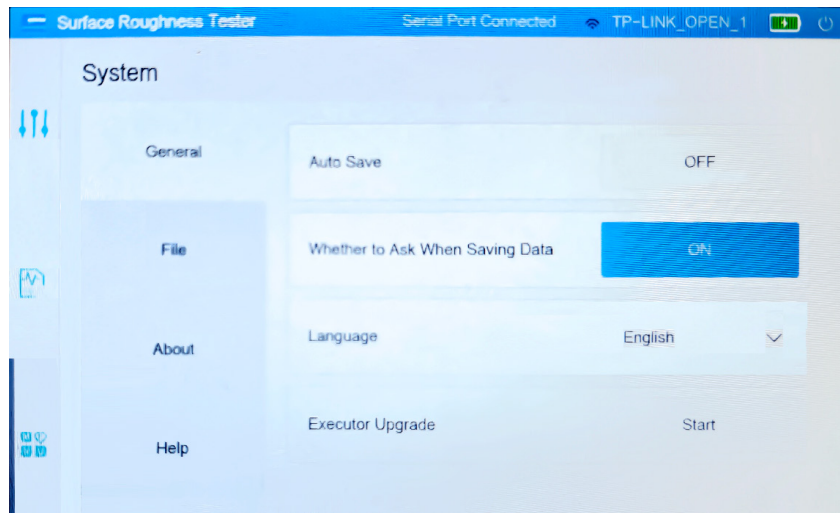 Surface Roughness Tester Serial Port Connected TP-LINK_OPEN_1
System
General
Auto Save OFF
File
Whether to Ask When Saving Data ON
Language English
About
Executor Upgrade Start
Help